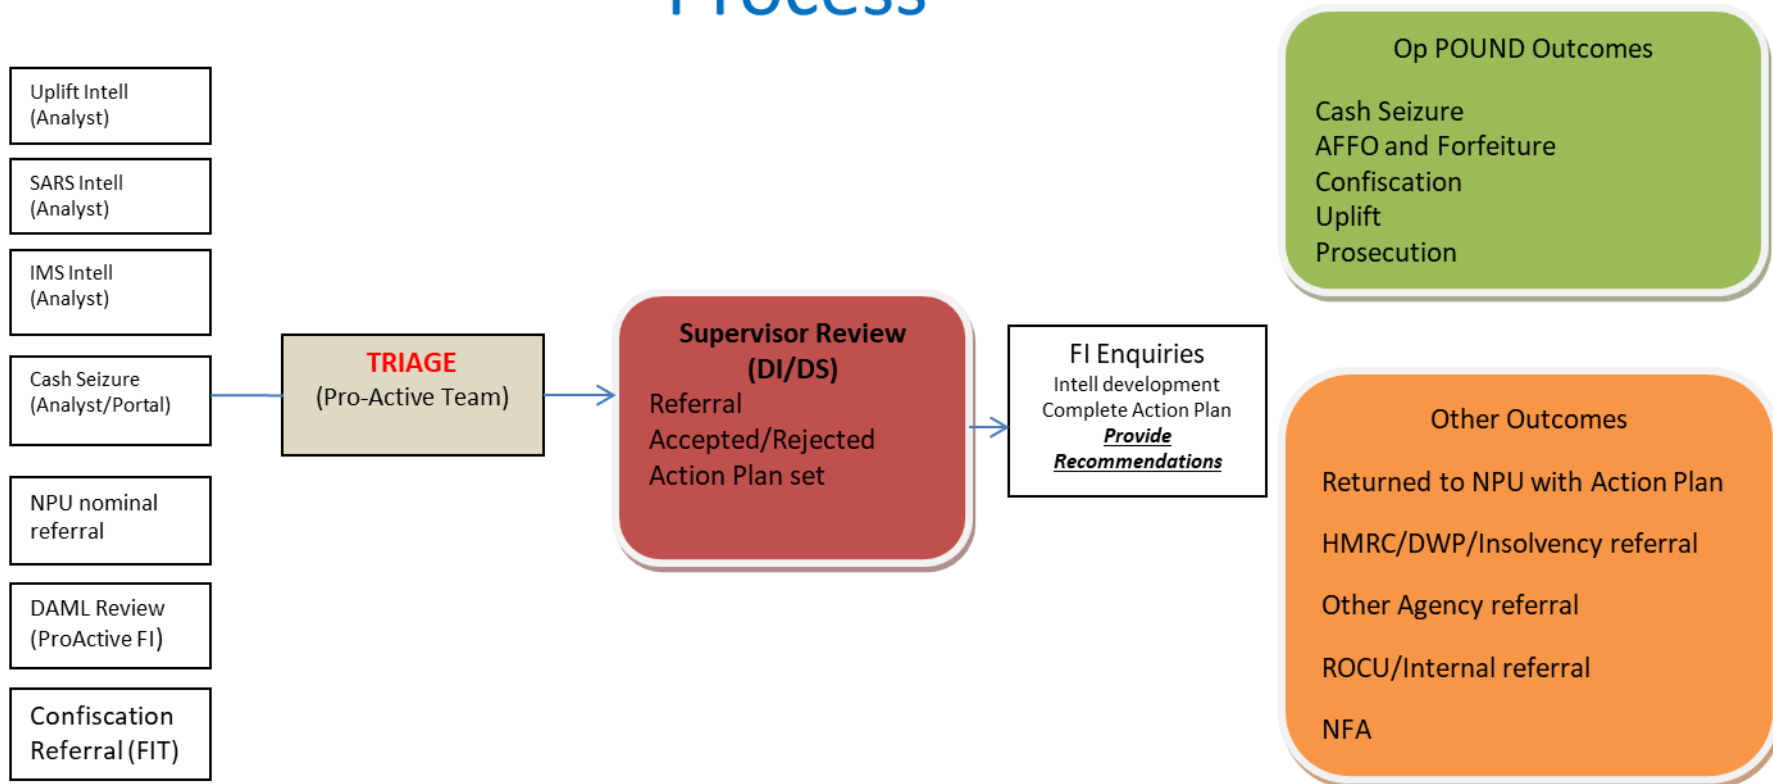 Process
Uplift Intell
(Analyst)
SARS Intell
(Analyst)
IMS Intell
(Analyst)
Cash Seizure
(Analyst/Portal)
NPU nominal
referral
DAML Review
(ProActive FI)
Confiscation
Referral (FIT)
TRIAGE
(Pro-Active Team)
Supervisor Review
(DI/DS)
Referral
Accepted/Rejected
Action Plan set
FI Enquiries
Intell development
Complete Action Plan
Provide
Recommendations
Op POUND Outcomes
Cash Seizure
AFFO and Forfeiture
Confiscation
Uplift
Prosecution
Other Outcomes
Returned to NPU with Action Plan
HMRC/DWP/Insolvency referral
Other Agency referral
ROCU/Internal referral
NFA